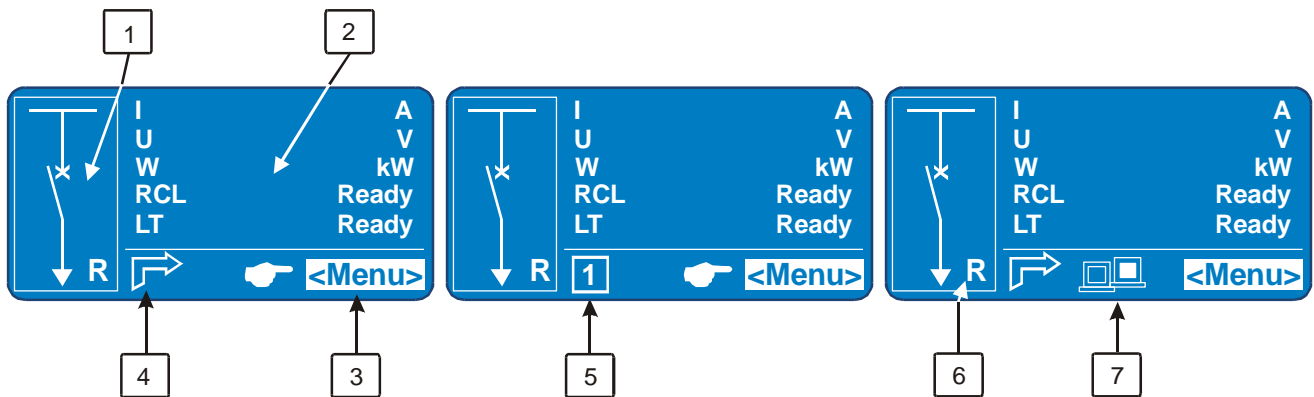 1 2
I A
U V
W kW
RCL Ready
LT Ready
R <Menu>
4 3
I A
U V
W kW
RCL Ready
LT Ready
R 1 <Menu>
5
I A
U V
W kW
RCL Ready
LT Ready
R <Menu>
6 7